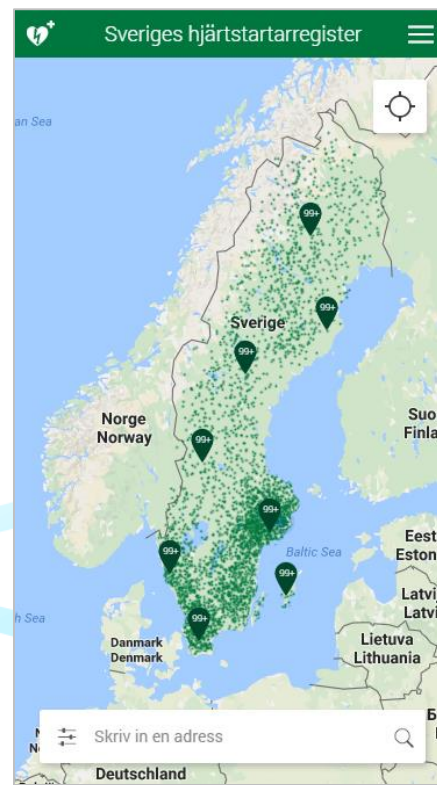 Sveriges hjärtstartarregister
an Sea
99+
99+
Sverige
99+
Norge
Norway
Suo
Finla
99+
99+
Eest
Eston
99+
Baltic Sea
99+
Latvi
Latvi
h Sea
99+
Danmark
Denmark
Lietuva
Lithuania
Skriv in en adress
Deutschland